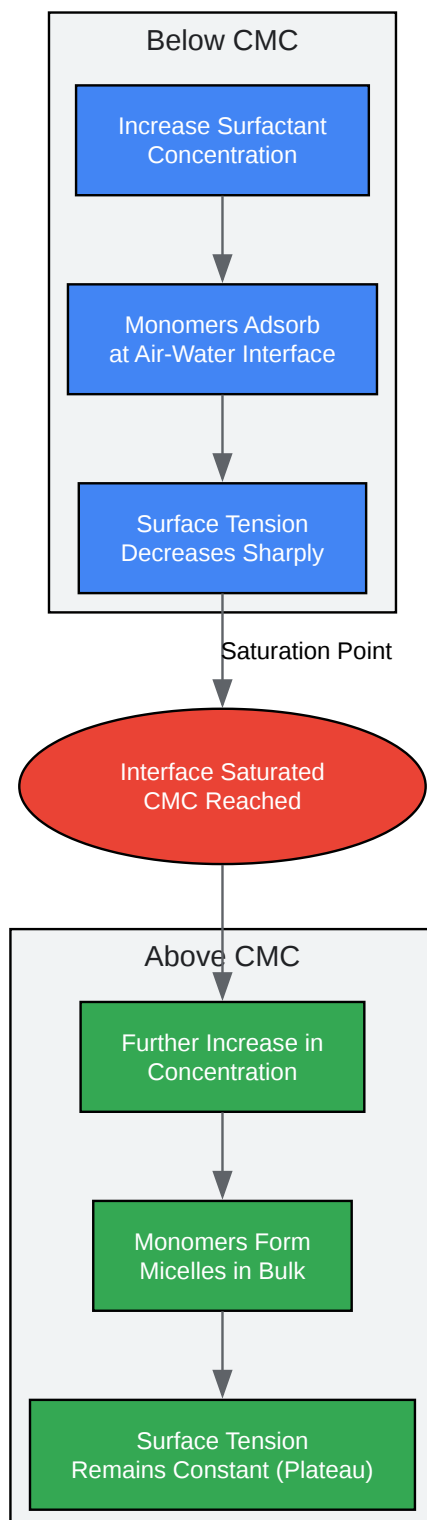 Below CMC
Increase Surfactant
Concentration
Monomers Adsorb
at Air-Water Interface
Surface Tension
Decreases Sharply
Saturation Point
Interface Saturated
CMC Reached
Above CMC
Further Increase in
Concentration
Monomers Form
Micelles in Bulk
Surface Tension
Remains Constant (Plateau)